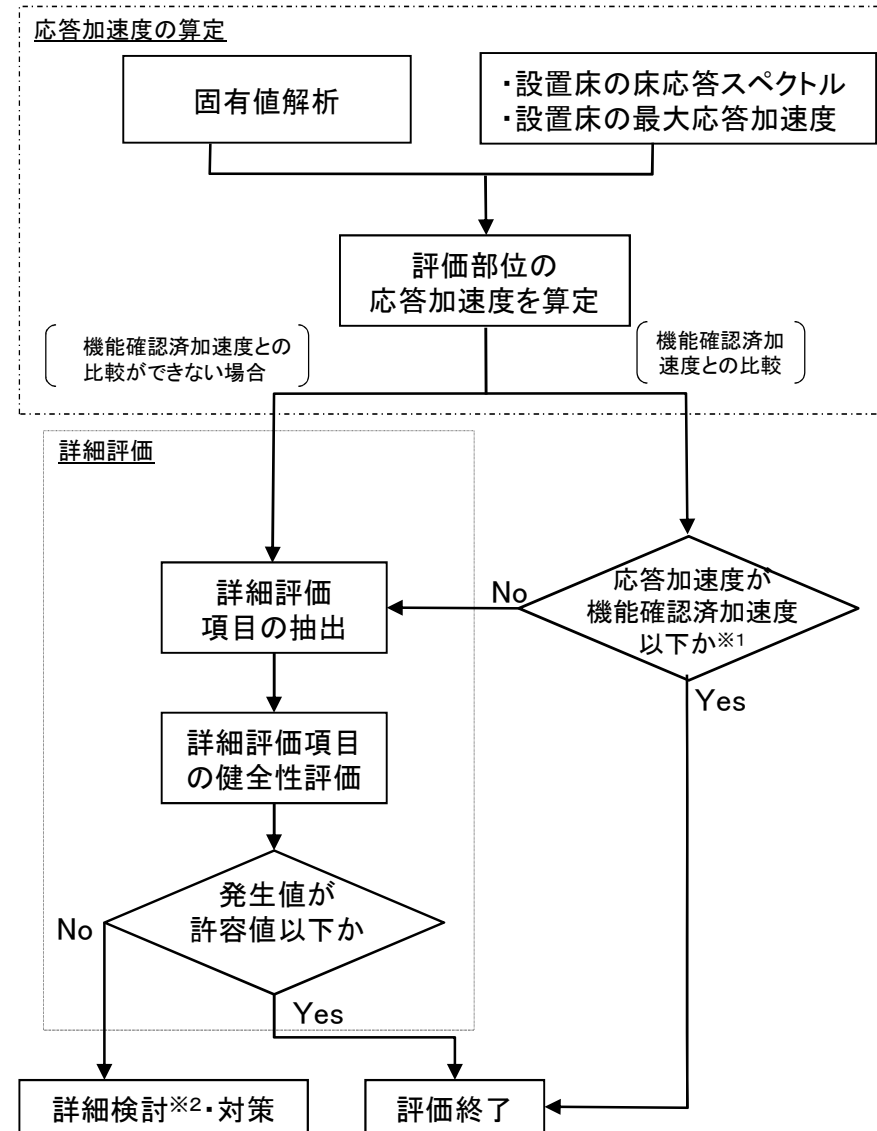 応答加速度の算定
固有値解析
・設置床の床応答スペクトル
・設置床の最大応答加速度
評価部位の
応答加速度を算定
機能確認済加速度との
比較ができない場合
機能確認済加
速度との比較
詳細評価
詳細評価
項目の抽出
No
応答加速度が
機能確認済加速度
以下か※1
Yes
詳細評価項目
の健全性評価
発生値が
許容値以下か
No
Yes
詳細検討※2・対策
評価終了